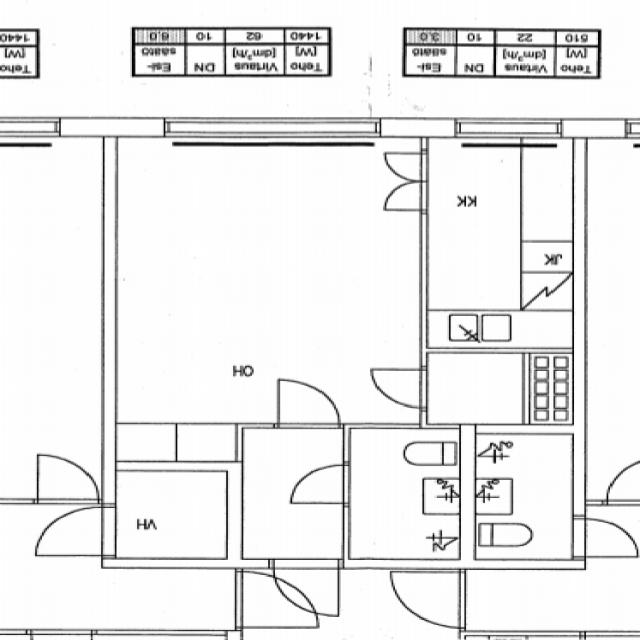 VH
OH
JK
KK
Teho Virtaus DN Esi-
[W] [dm³/h] säätö
510 22 10 3,0
Teho Virtaus DN Esi-
[W] [dm³/h] säätö
1440 62 10 6,0
Teho
[W]
1440